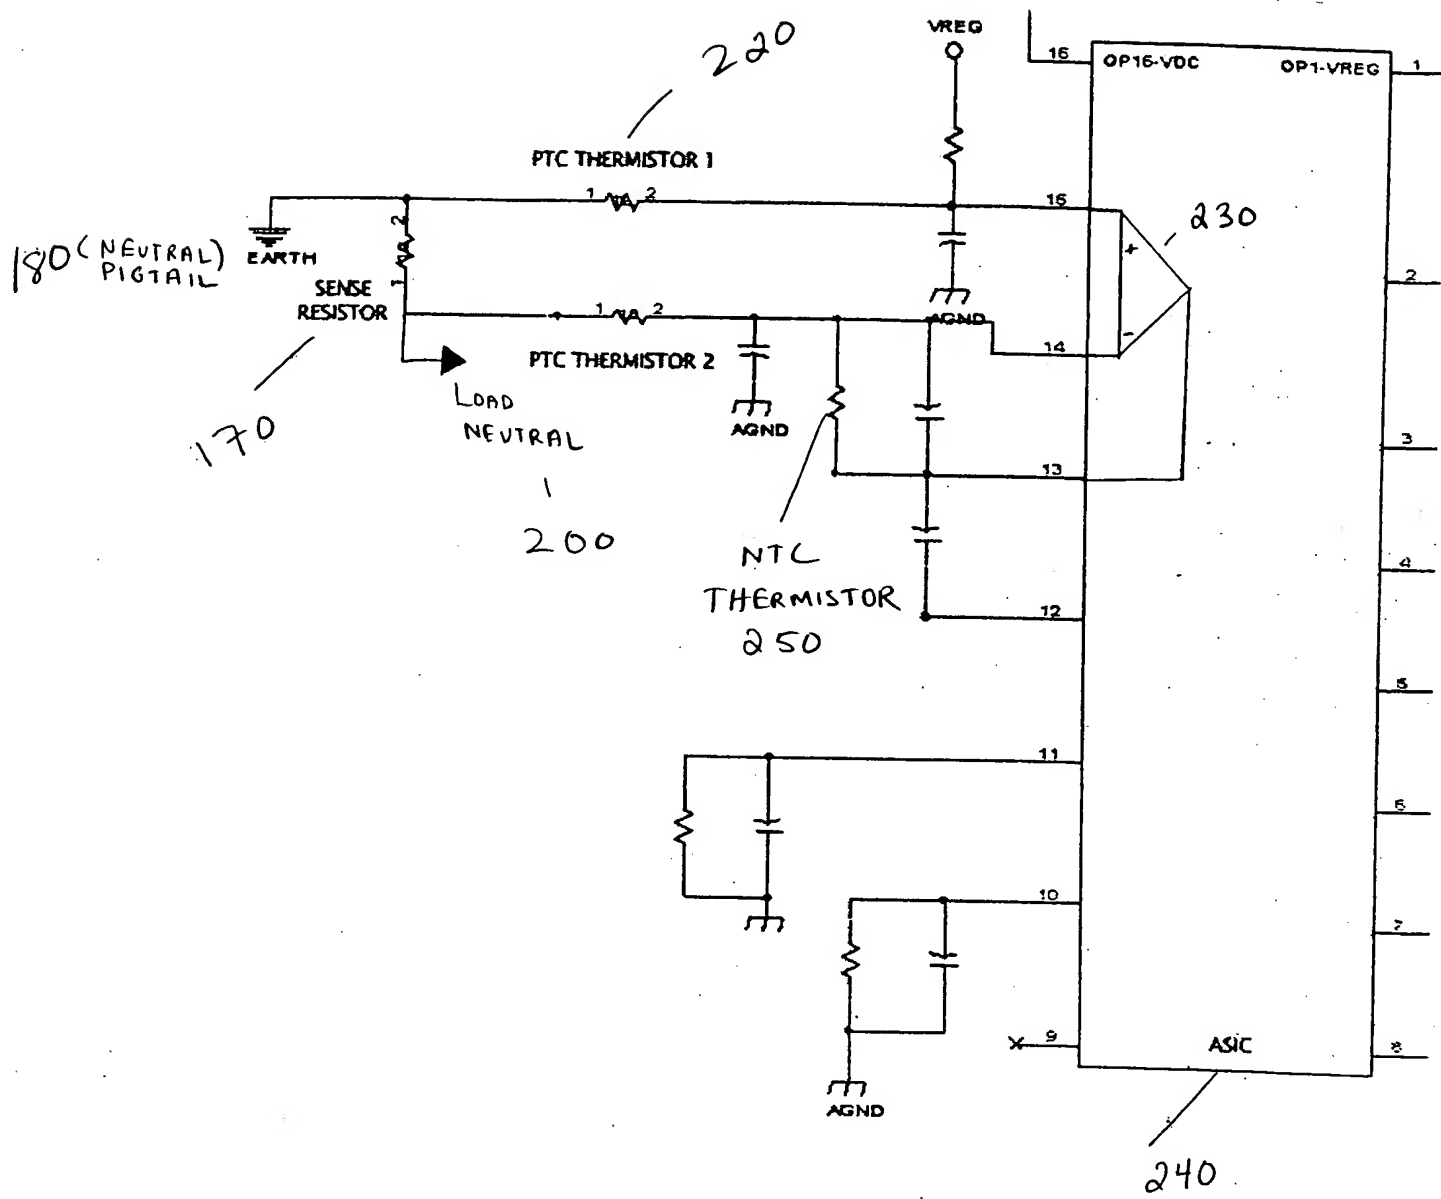 220
VREG
16
OP16-VDC
OP1-VREG
1
PTC THERMISTOR 1
1
2
15
230
+
180 (NEUTRAL)
PIGTAIL
EARTH
2
1
SENSE
RESISTOR
2
1
2
AGND
14
-
PTC THERMISTOR 2
170
LOAD
NEUTRAL
200
AGND
3
13
NTC
THERMISTOR
250
4
12
5
11
6
10
7
9
ASIC
8
AGND
240